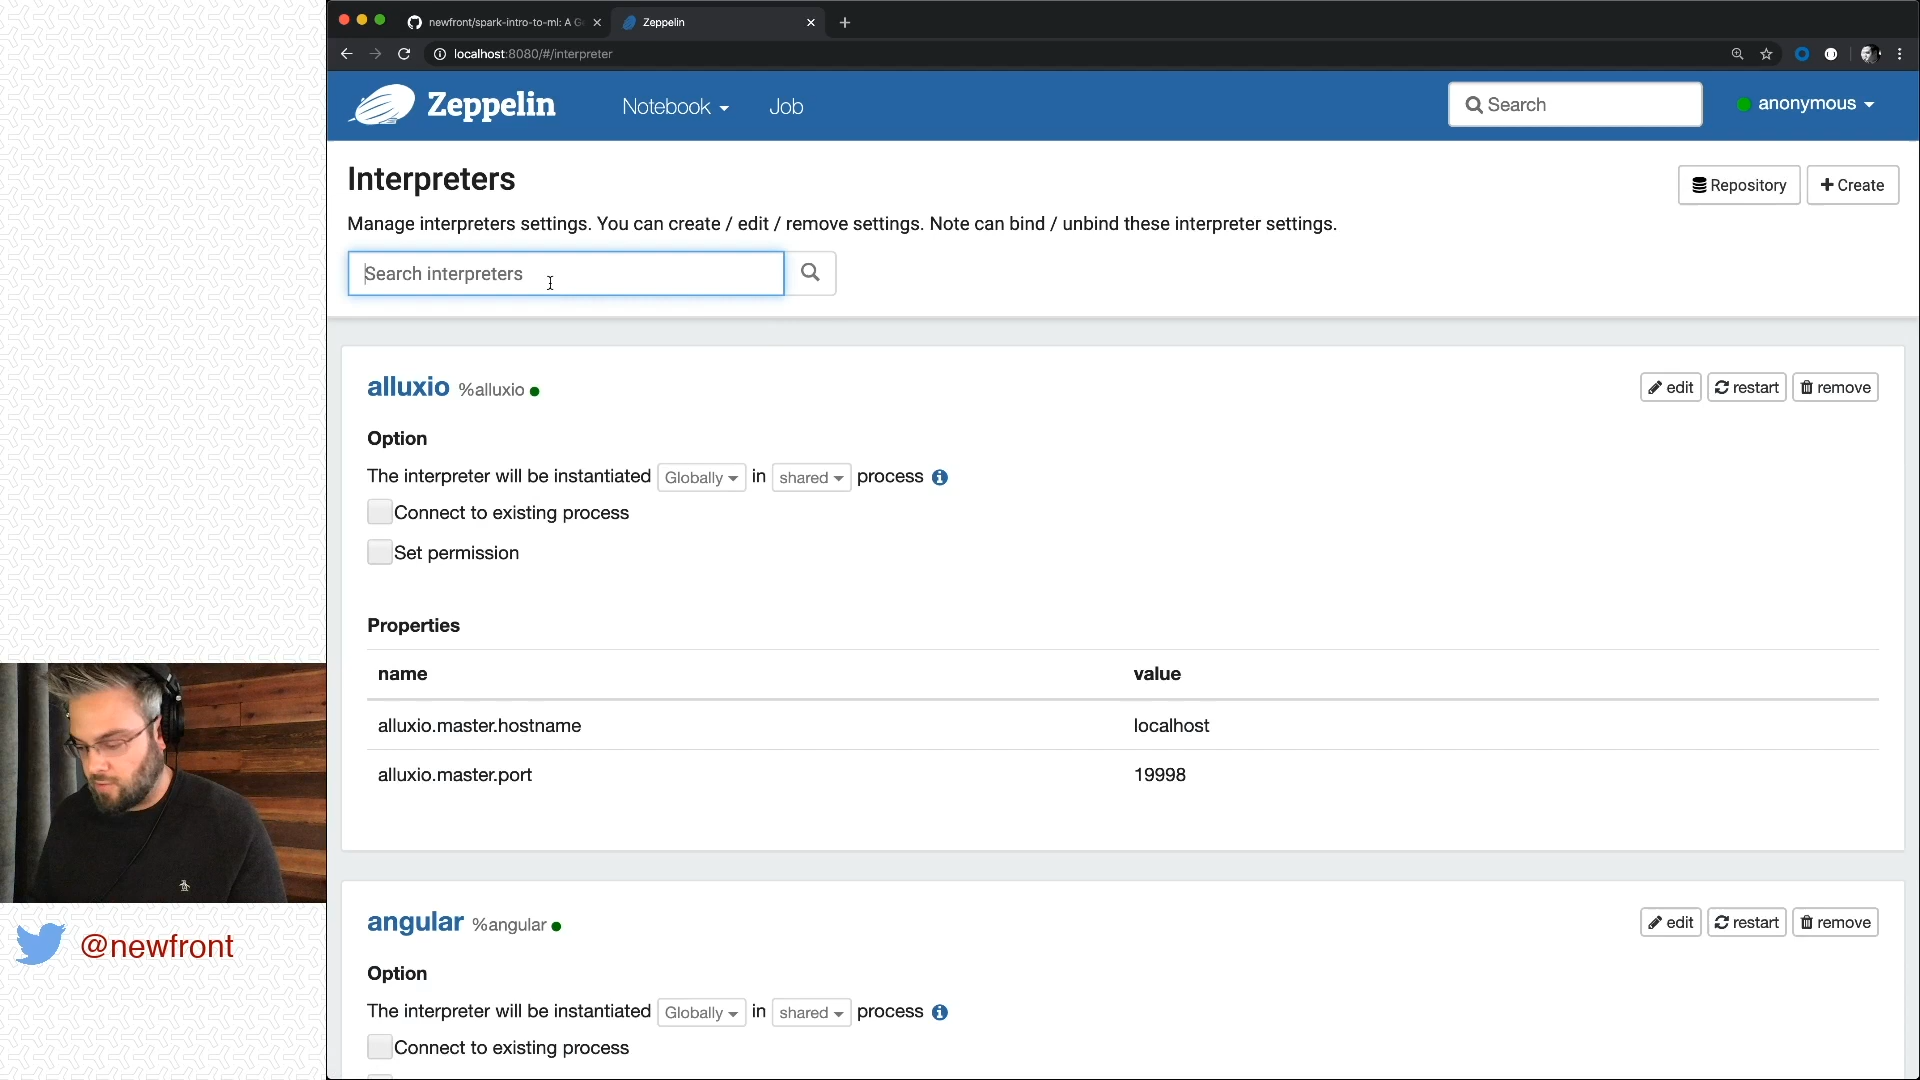 newfront/spark-intro-to-ml: A G
Zeppelin
localhost:8080/#/interpreter
Zeppelin
Notebook
Job
Search
anonymous
Interpreters
Repository
Create
Manage interpreters settings. You can create / edit / remove settings. Note can bind / unbind these interpreter settings.
Search interpreters
alluxio %alluxio
edit
restart
remove
Option
The interpreter will be instantiated Globally in shared process
Connect to existing process
Set permission
Properties
name value
alluxio.master.hostname localhost
alluxio.master.port 19998
angular %angular
edit
restart
remove
Option
The interpreter will be instantiated Globally in shared process
Connect to existing process
@newfront